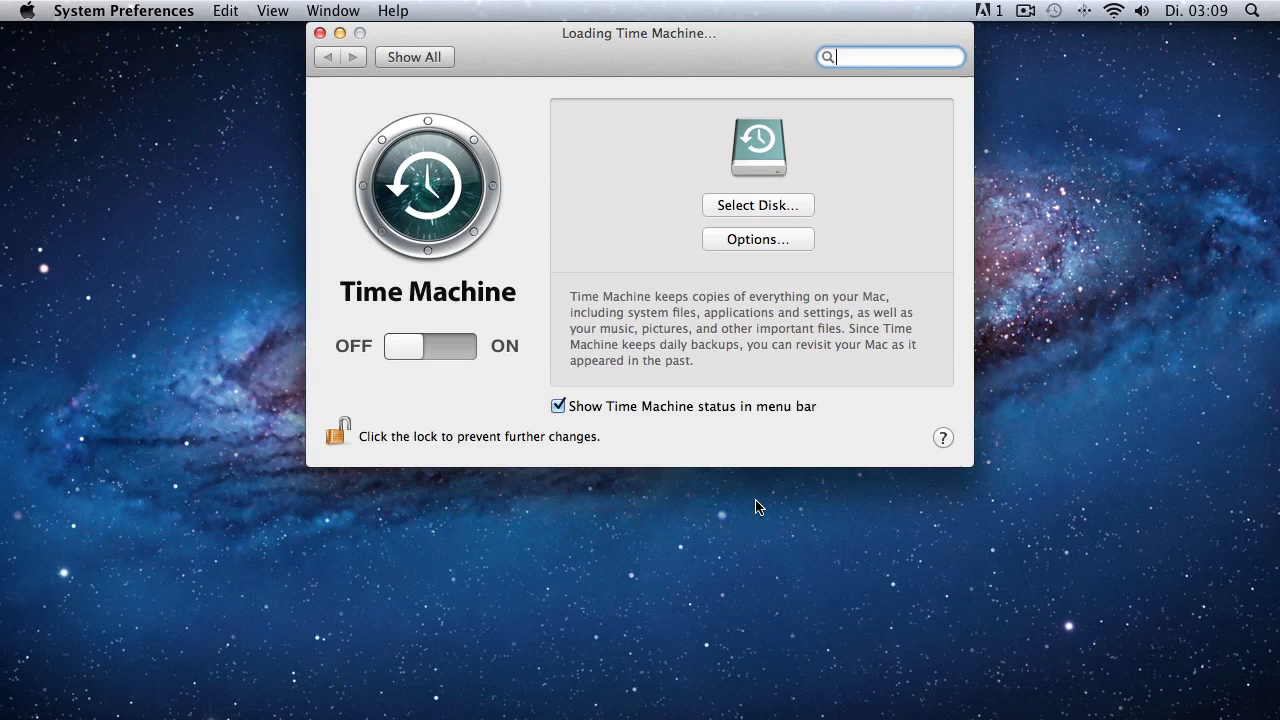 System Preferences Edit View Window Help 1 Di. 03:09
Loading Time Machine...
Show All
Select Disk...
Options...
Time Machine
OFF ON
Time Machine keeps copies of everything on your Mac,
including system files, applications and settings, as well as
your music, pictures, and other important files. Since Time
Machine keeps daily backups, you can revisit your Mac as it
appeared in the past.
Show Time Machine status in menu bar
Click the lock to prevent further changes.
?